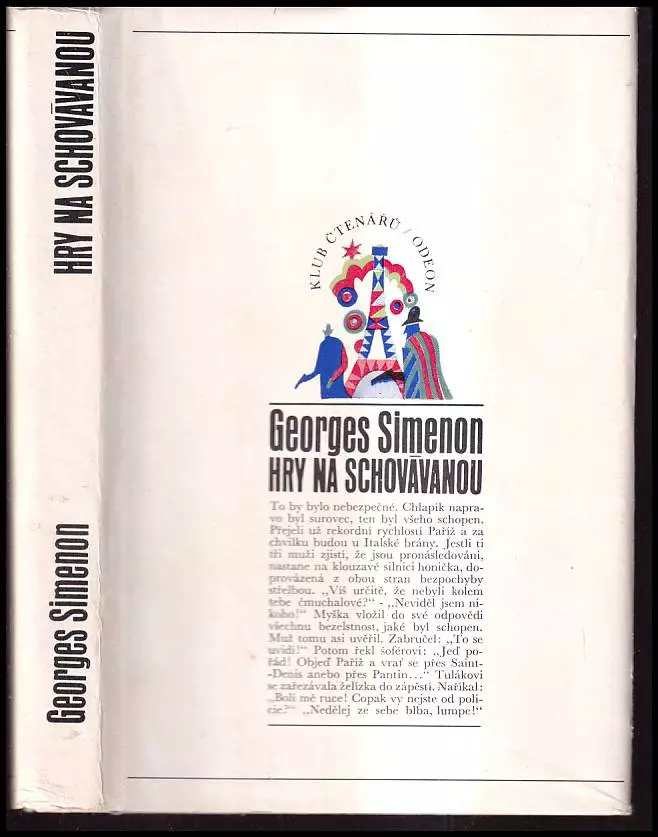 HRY NA SCHOVÁVANOU
Georges Simenon
KLUB ČTENÁŘŮ / ODEON
Georges Simenon
HRY NA SCHOVÁVANOU
To by bylo nebezpečné. Chlapík napra-
vo byl surovec, ten byl všeho schopen.
Přejeli už rekordní rychlostí Paříž a za
chvilku budou u Italské brány. Jestli ti
tři muži zjistí, že jsou pronásledováni,
nastane na klouzavé silnici honička, do-
provázená z obou stran bezpochyby
střelbou. „Víš určitě, že nebyli kolem
tebe čmuchalové?“ - „Neviděl jsem ni-
koho!“ Myška vložil do své odpovědi
všechnu bezelstnost, jaké byl schopen.
Muž tomu asi uvěřil. Zabručel: „To se
uvidí!“ Potom řekl šoférovi: „Jeď po-
řád! Objeď Paříž a vrať se přes Saint-
-Denis anebo přes Pantin...“ Tulákovi
se zařezávala želízka do zápěstí. Naříkal:
„Bolí mě ruce! Copak vy nejste od poli-
cie?“ „Nedělej ze sebe blba, lumpe!“